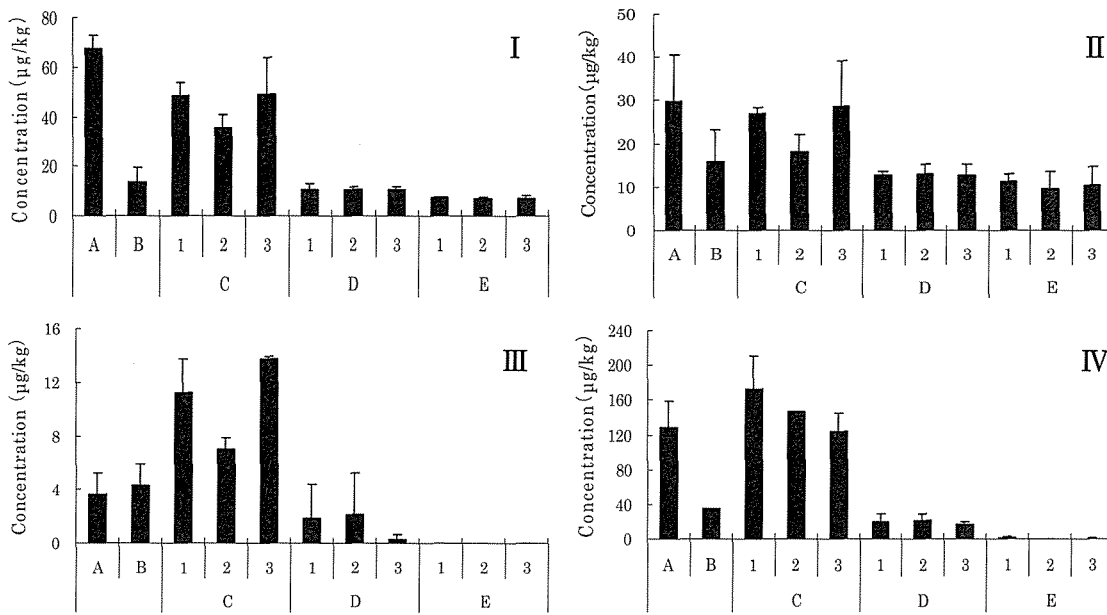 Concentration (µg/kg)
80
60
40
20
0
I
A B 1 2 3 1 2 3 1 2 3
C D E
Concentration (µg/kg)
50
40
30
20
10
0
II
A B 1 2 3 1 2 3 1 2 3
C D E
Concentration (µg/kg)
16
12
8
4
0
III
A B 1 2 3 1 2 3 1 2 3
C D E
Concentration (µg/kg)
240
200
160
120
80
40
0
IV
A B 1 2 3 1 2 3 1 2 3
C D E